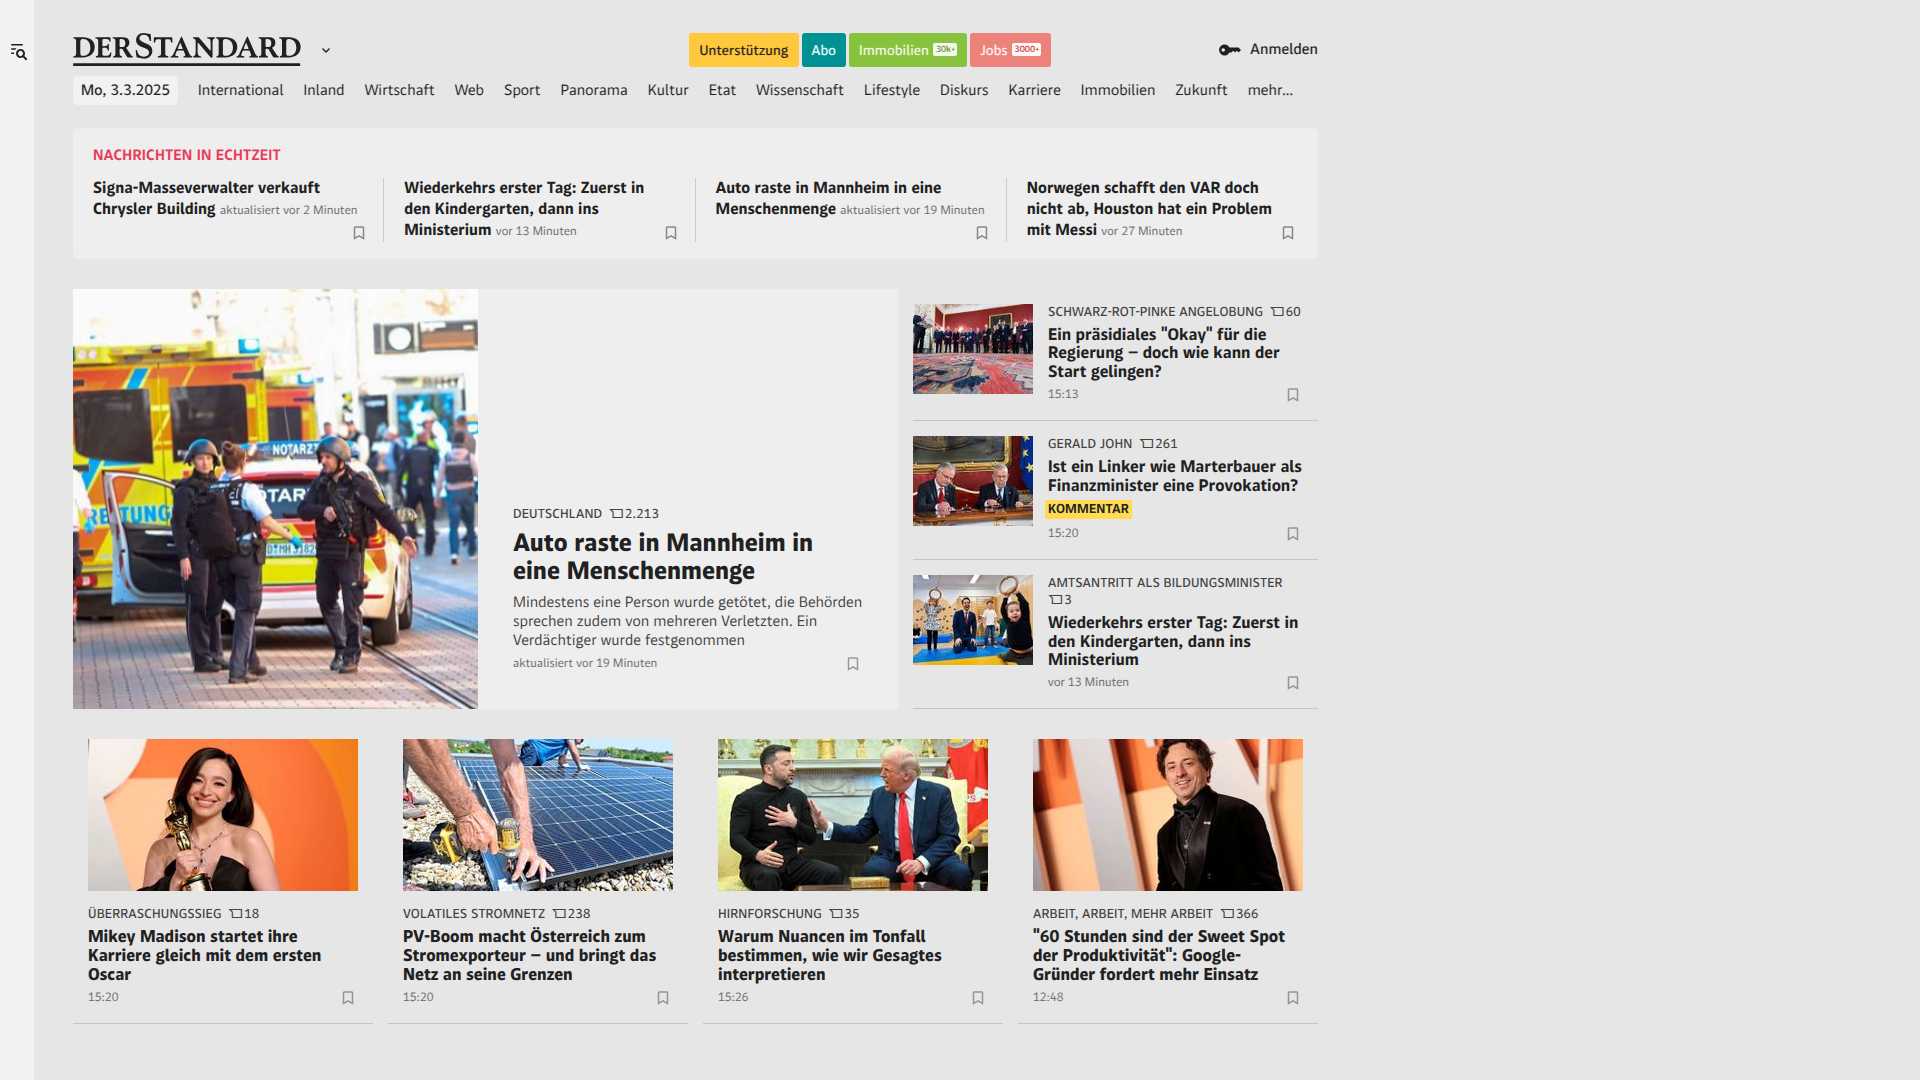 DERSTANDARD
Unterstützung
Abo
Immobilien 30k+
Jobs 3000+
Anmelden
Mo, 3.3.2025
International
Inland
Wirtschaft
Web
Sport
Panorama
Kultur
Etat
Wissenschaft
Lifestyle
Diskurs
Karriere
Immobilien
Zukunft
mehr...
NACHRICHTEN IN ECHTZEIT
Signa-Masseverwalter verkauft
Chrysler Building aktualisiert vor 2 Minuten
Wiederkehrs erster Tag: Zuerst in
den Kindergarten, dann ins
Ministerium vor 13 Minuten
Auto raste in Mannheim in eine
Menschenmenge aktualisiert vor 19 Minuten
Norwegen schafft den VAR doch
nicht ab, Houston hat ein Problem
mit Messi vor 27 Minuten
NOTARZT
DEUTSCHLAND 2.213
Auto raste in Mannheim in
eine Menschenmenge
Mindestens eine Person wurde getötet, die Behörden
sprechen zudem von mehreren Verletzten. Ein
Verdächtiger wurde festgenommen
aktualisiert vor 19 Minuten
SCHWARZ-ROT-PINKE ANGELOBUNG 60
Ein präsidiales "Okay" für die
Regierung – doch wie kann der
Start gelingen?
15:13
GERALD JOHN 261
Ist ein Linker wie Marterbauer als
Finanzminister eine Provokation?
KOMMENTAR
15:20
AMTSANTRITT ALS BILDUNGSMINISTER
3
Wiederkehrs erster Tag: Zuerst in
den Kindergarten, dann ins
Ministerium
vor 13 Minuten
ÜBERRASCHUNGSSIEG 18
Mikey Madison startet ihre
Karriere gleich mit dem ersten
Oscar
15:20
VOLATILES STROMNETZ 238
PV-Boom macht Österreich zum
Stromexporteur – und bringt das
Netz an seine Grenzen
15:20
HIRNFORSCHUNG 35
Warum Nuancen im Tonfall
bestimmen, wie wir Gesagtes
interpretieren
15:26
ARBEIT, ARBEIT, MEHR ARBEIT 366
"60 Stunden sind der Sweet Spot
der Produktivität": Google-
Gründer fordert mehr Einsatz
12:48